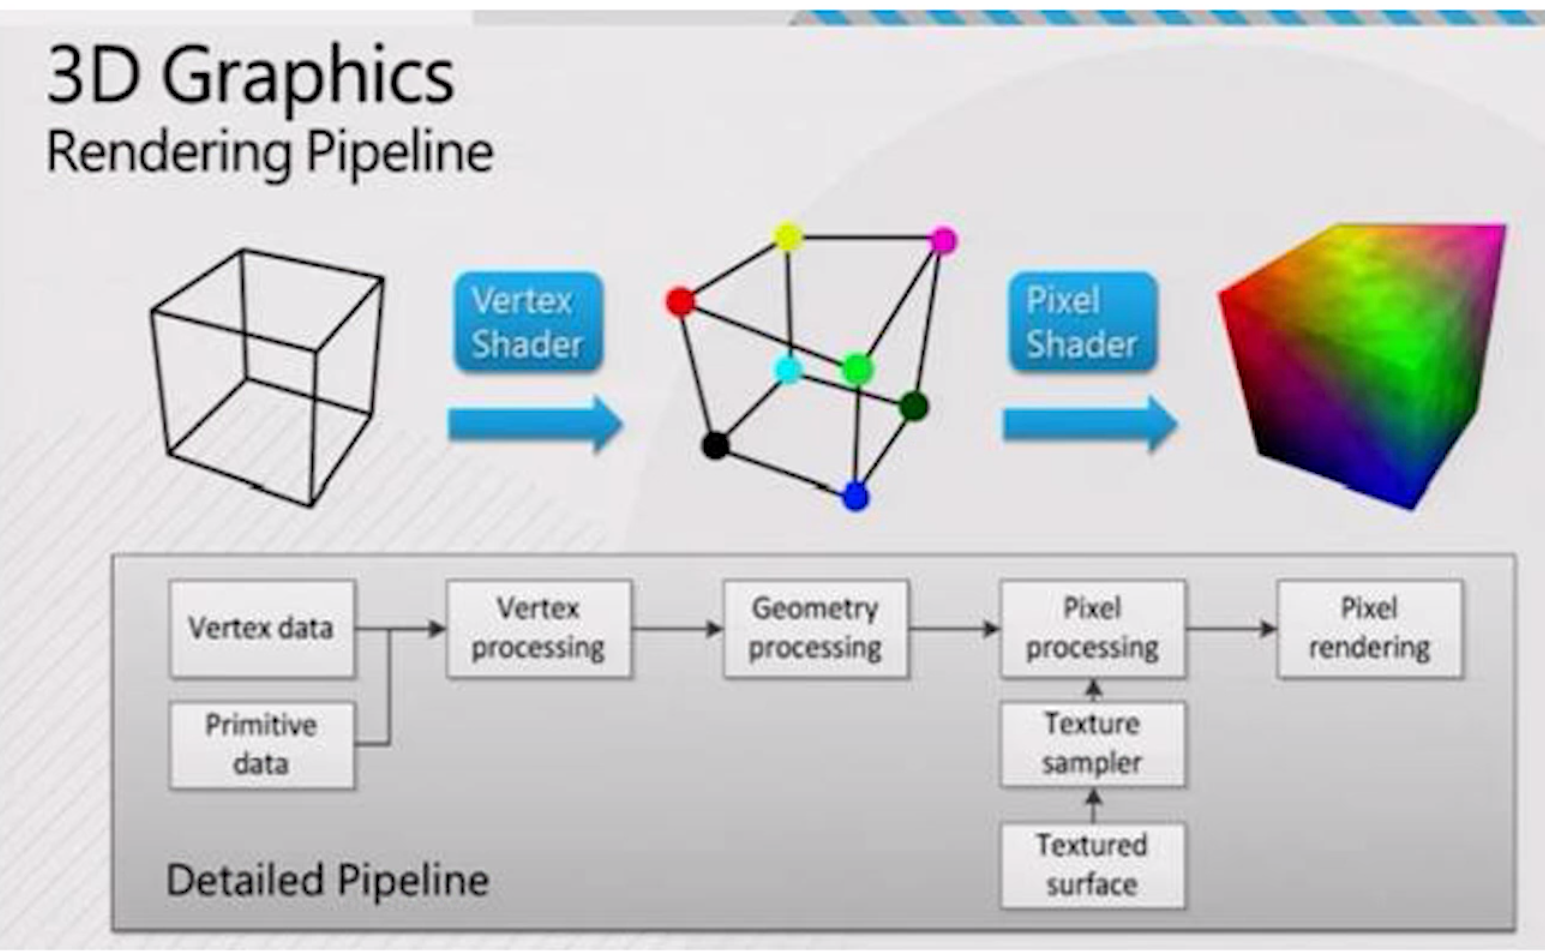 3D Graphics
Rendering Pipeline
Vertex
Shader
Pixel
Shader
Vertex data
Vertex
processing
Geometry
processing
Pixel
processing
Pixel
rendering
Primitive
data
Texture
sampler
Textured
surface
Detailed Pipeline